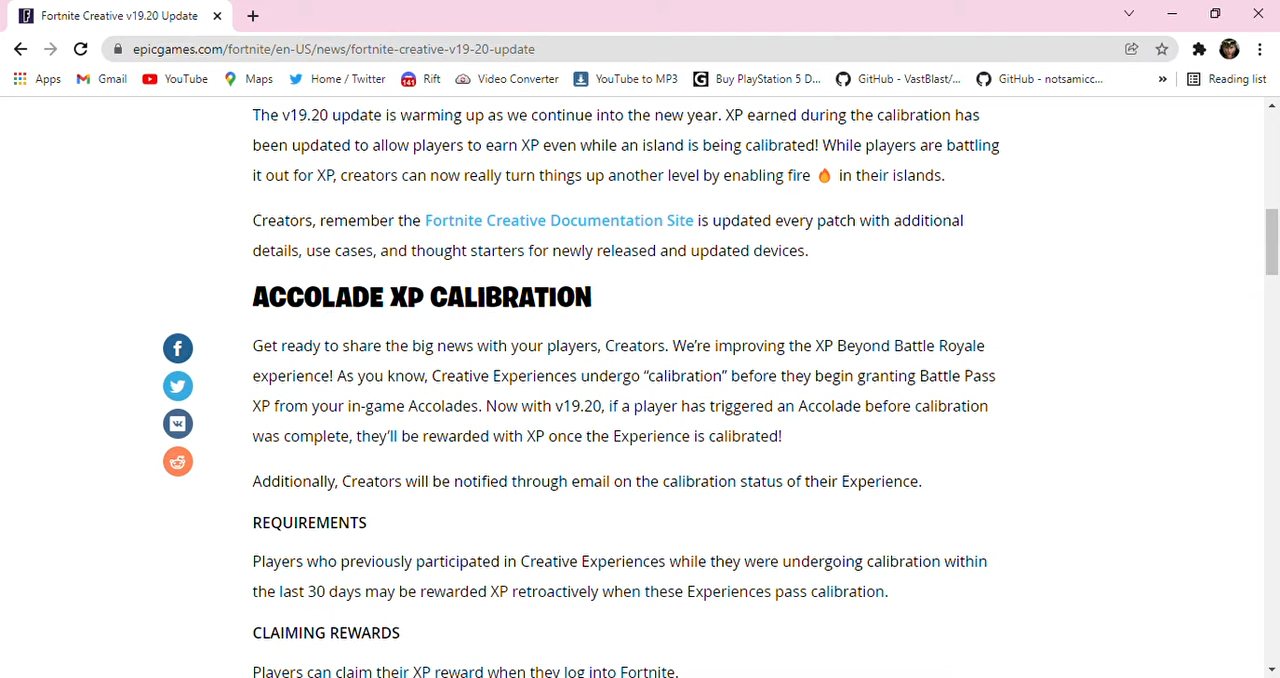 Fortnite Creative v19.20 Update
epicgames.com/fortnite/en-US/news/fortnite-creative-v19-20-update
Apps Gmail YouTube Maps Home / Twitter 141 Rift Video Converter YouTube to MP3 Buy PlayStation 5 D... GitHub - VastBlast/... GitHub - notsamicc... » Reading list
The v19.20 update is warming up as we continue into the new year. XP earned during the calibration has
been updated to allow players to earn XP even while an island is being calibrated! While players are battling
it out for XP, creators can now really turn things up another level by enabling fire 🔥 in their islands.
Creators, remember the Fortnite Creative Documentation Site is updated every patch with additional
details, use cases, and thought starters for newly released and updated devices.
ACCOLADE XP CALIBRATION
Get ready to share the big news with your players, Creators. We’re improving the XP Beyond Battle Royale
experience! As you know, Creative Experiences undergo “calibration” before they begin granting Battle Pass
XP from your in-game Accolades. Now with v19.20, if a player has triggered an Accolade before calibration
was complete, they’ll be rewarded with XP once the Experience is calibrated!
Additionally, Creators will be notified through email on the calibration status of their Experience.
REQUIREMENTS
Players who previously participated in Creative Experiences while they were undergoing calibration within
the last 30 days may be rewarded XP retroactively when these Experiences pass calibration.
CLAIMING REWARDS
Players can claim their XP reward when they log into Fortnite.